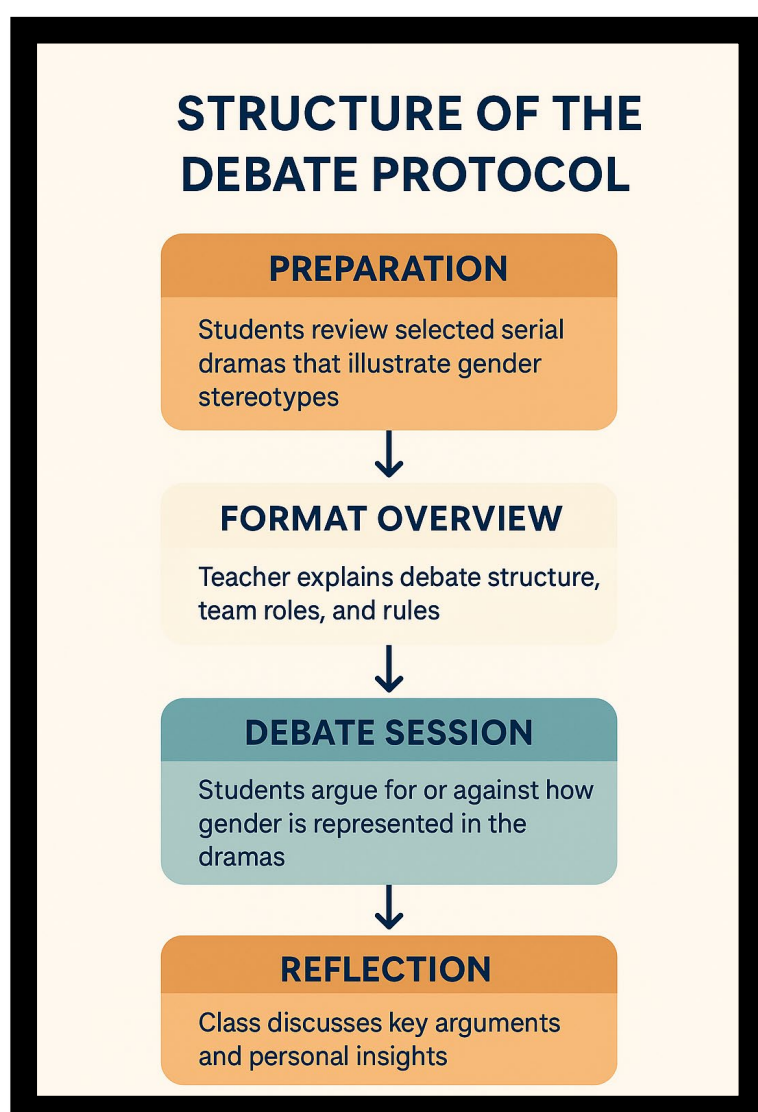 STRUCTURE OF THE
DEBATE PROTOCOL
PREPARATION
Students review selected serial
dramas that illustrate gender
stereotypes
FORMAT OVERVIEW
Teacher explains debate structure,
team roles, and rules
DEBATE SESSION
Students argue for or against how
gender is represented in the
dramas
REFLECTION
Class discusses key arguments
and personal insights